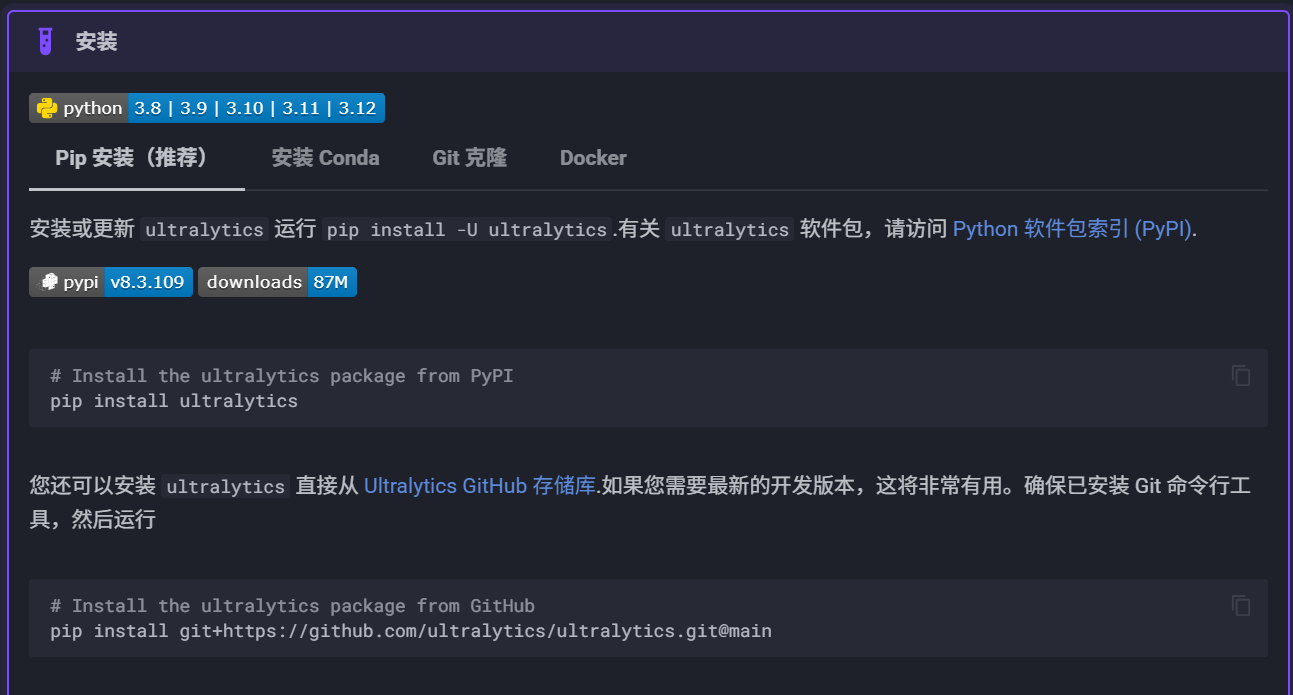 安装
python 3.8 | 3.9 | 3.10 | 3.11 | 3.12
Pip 安装（推荐） 安装 Conda Git 克隆 Docker
安装或更新 ultralytics 运行 pip install -U ultralytics.有关 ultralytics 软件包，请访问 Python 软件包索引 (PyPI).
pypi v8.3.109 downloads 87M
# Install the ultralytics package from PyPI
pip install ultralytics
您还可以安装 ultralytics 直接从 Ultralytics GitHub 存储库.如果您需要最新的开发版本，这将非常有用。确保已安装 Git 命令行工
具，然后运行
# Install the ultralytics package from GitHub
pip install git+https://github.com/ultralytics/ultralytics.git@main